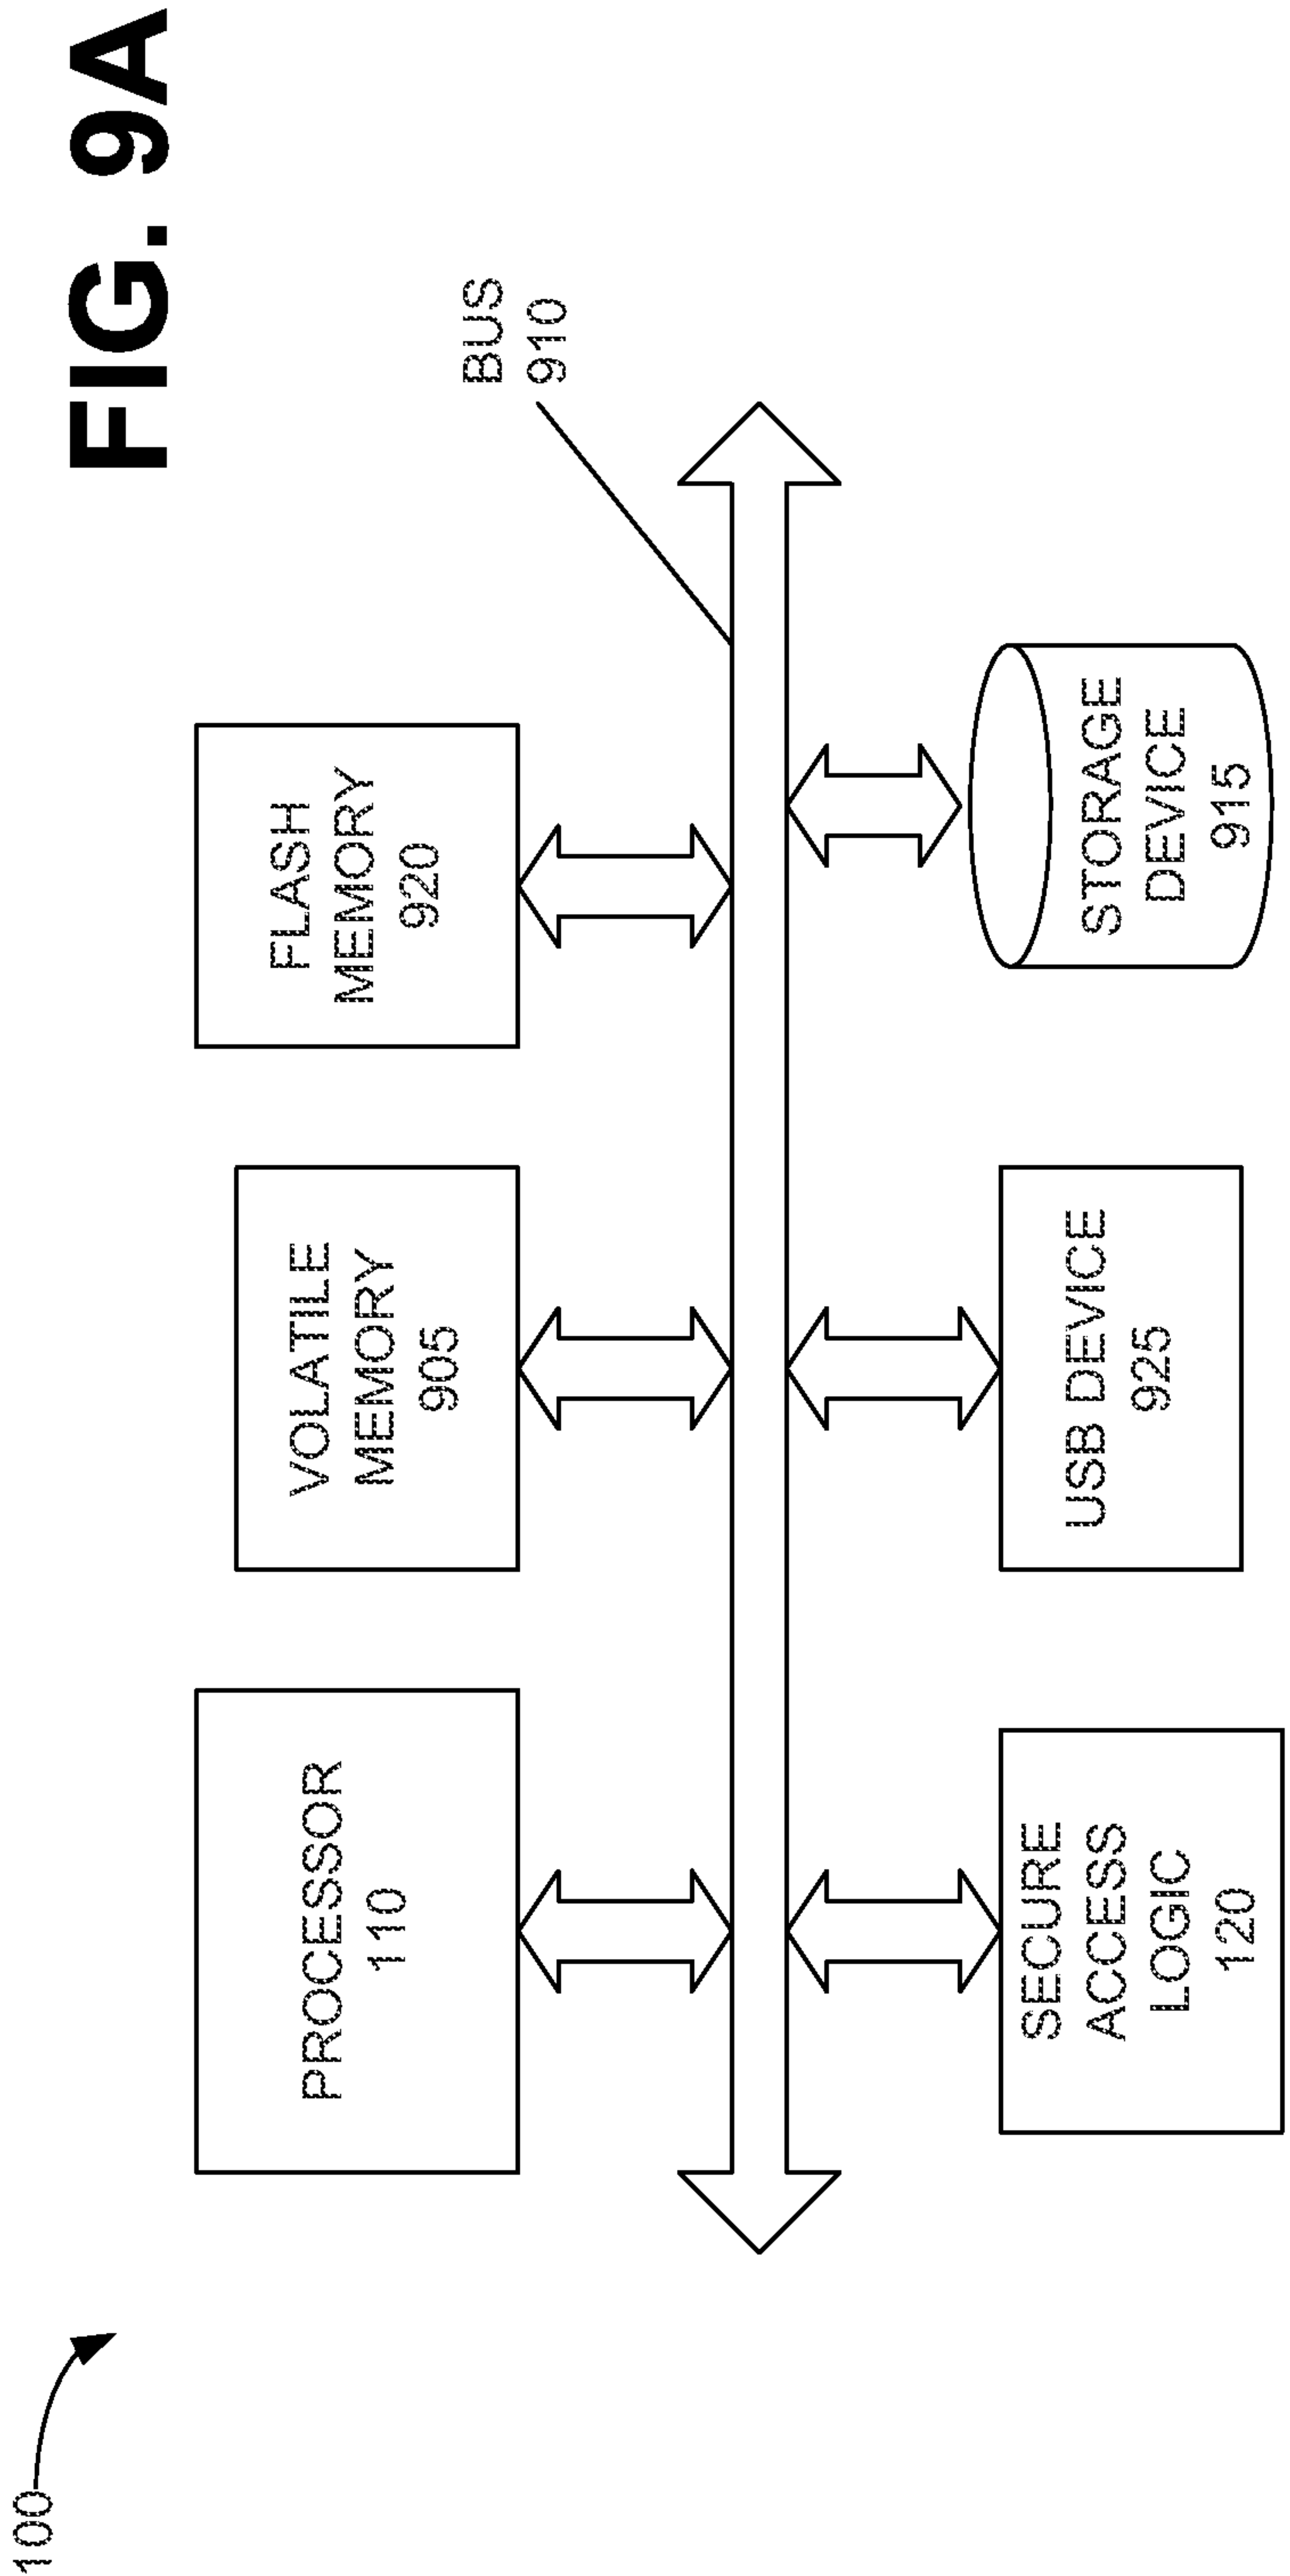 100
FIG. 9A
PROCESSOR
110
VOLATILE
MEMORY
905
FLASH
MEMORY
920
BUS
910
SECURE
ACCESS
LOGIC
120
USB DEVICE
925
STORAGE
DEVICE
915